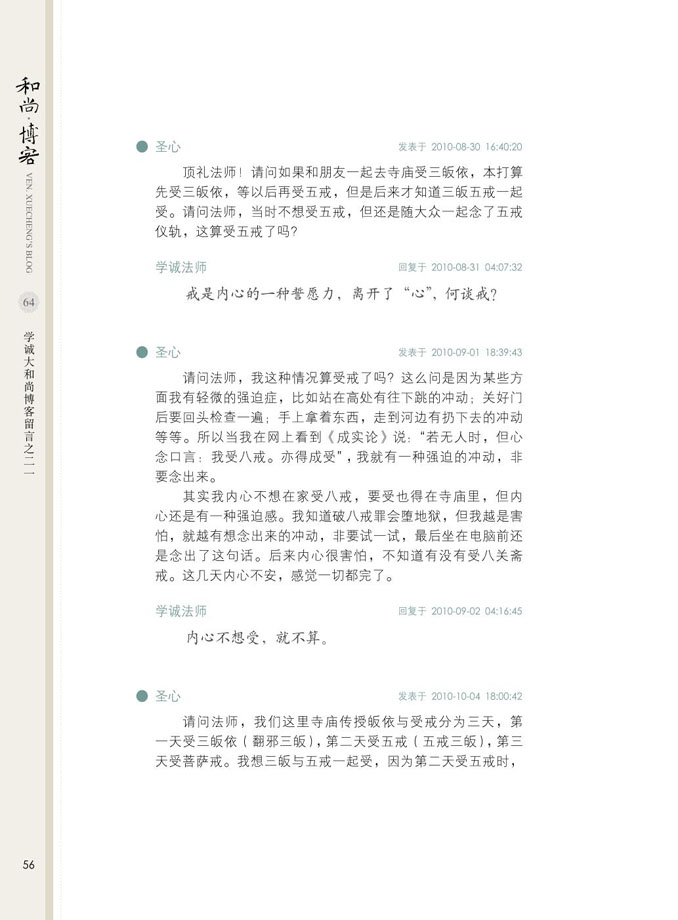 和尚·博客
VEN. XUECHENG'S BLOG
64
学诚大和尚博客留言之二一
圣心 发表于 2010-08-30 16:40:20
顶礼法师！请问如果和朋友一起去寺庙受三皈依，本打算
先受三皈依，等以后再受五戒，但是后来才知道三皈五戒一起
受。请问法师，当时不想受五戒，但还是随大众一起念了五戒
仪轨，这算受五戒了吗？
学诚法师 回复于 2010-08-31 04:07:32
戒是内心的一种誓愿力，离开了“心”，何谈戒？
圣心 发表于 2010-09-01 18:39:43
请问法师，我这种情况算受戒了吗？这么问是因为某些方
面我有轻微的强迫症，比如站在高处有往下跳的冲动；关好门
后要回头检查一遍；手上拿着东西，走到河边有扔下去的冲动
等等。所以当我在网上看到《成实论》说：“若无人时，但心
念口言：我受八戒。亦得成受”，我就有一种强迫的冲动，非
要念出来。
其实我内心不想在家受八戒，要受也得在寺庙里，但内
心还是有一种强迫感。我知道破八戒罪会堕地狱，但我越是害
怕，就越有想念出来的冲动，非要试一试，最后坐在电脑前还
是念出了这句话。后来内心很害怕，不知道有没有受八关斋
戒。这几天内心不安，感觉一切都完了。
学诚法师 回复于 2010-09-02 04:16:45
内心不想受，就不算。
圣心 发表于 2010-10-04 18:00:42
请问法师，我们这里寺庙传授皈依与受戒分为三天，第
一天受三皈依（翻邪三皈），第二天受五戒（五戒三皈），第三
天受菩萨戒。我想三皈与五戒一起受，因为第二天受五戒时，
56